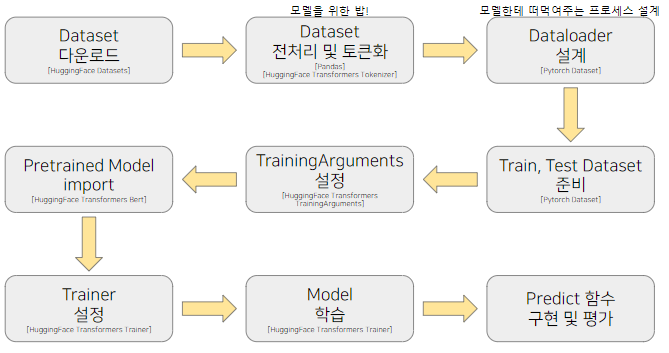 모델을 위한 밥!
모델한테 떠먹여주는 프로세스 설계
Dataset
다운로드
[HuggingFace Datasets]
Dataset
전처리 및 토큰화
[Pandas]
[HuggingFace Transformers Tokenizer]
Dataloader
설계
[Pytorch Dataset]
Train, Test Dataset
준비
[Pytorch Dataset]
TrainingArguments
설정
[HuggingFace Transformers
TrainingArguments]
Pretrained Model
import
[HuggingFace Transformers Bert]
Trainer
설정
[HuggingFace Transformers Trainer]
Model
학습
[HuggingFace Transformers Trainer]
Predict 함수
구현 및 평가